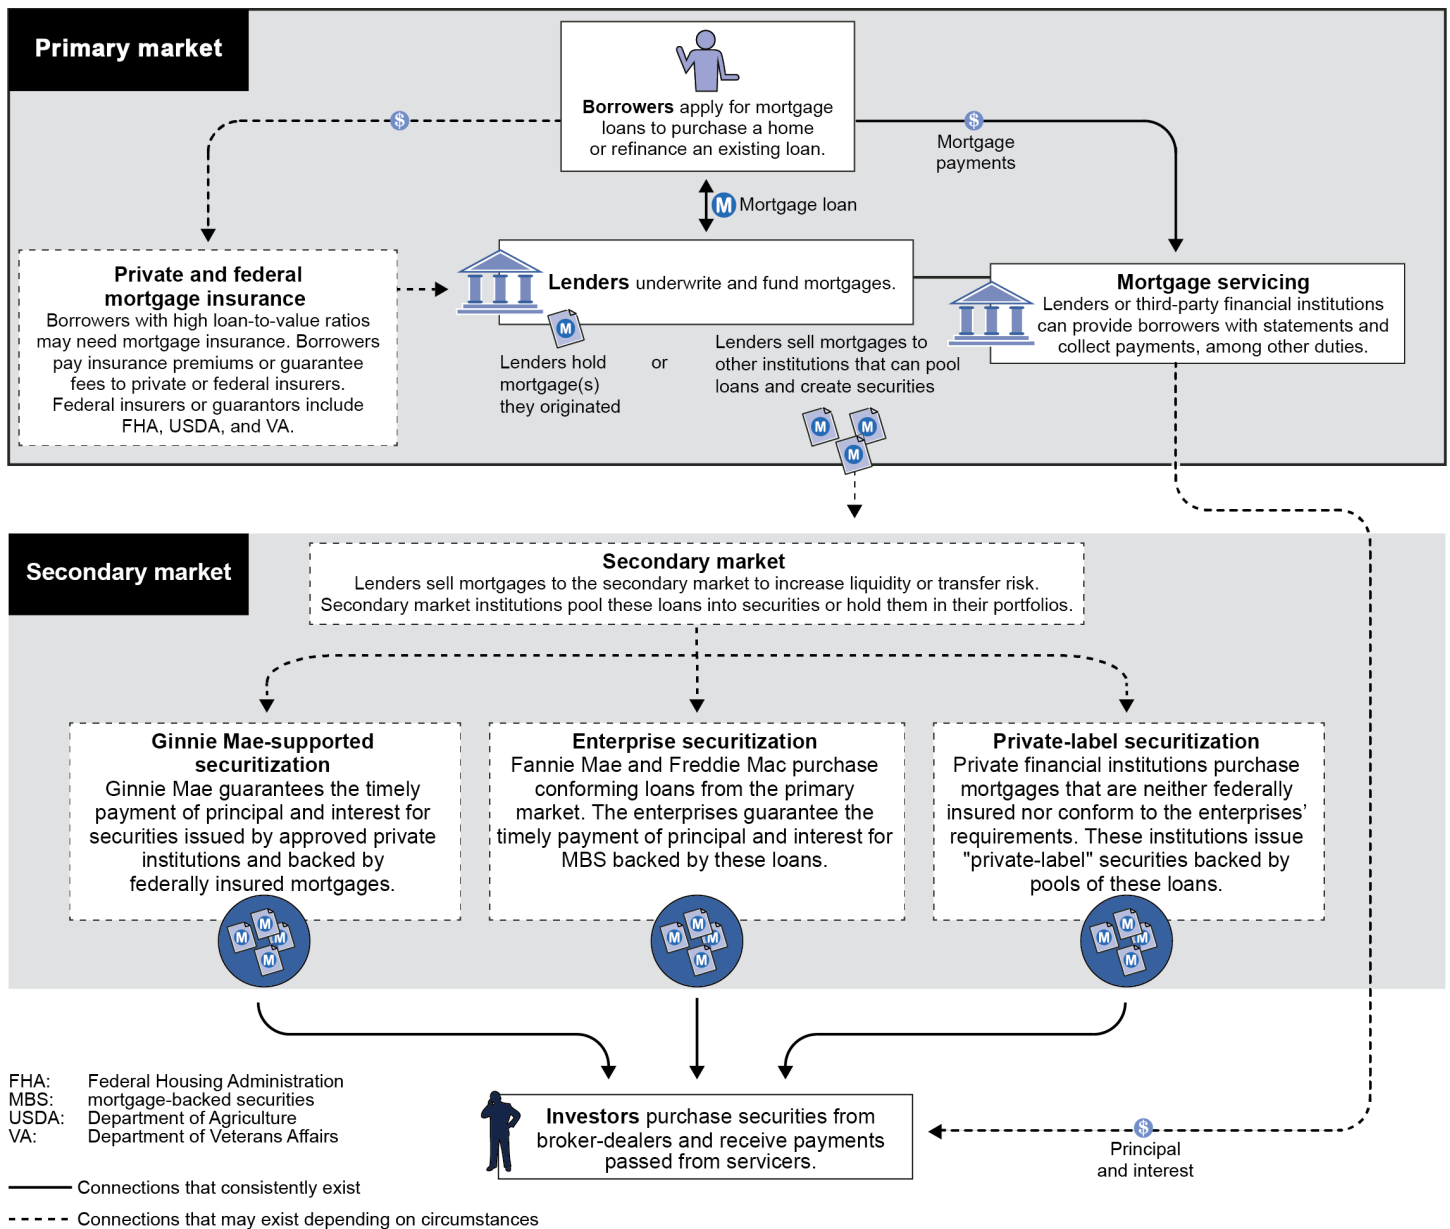 Primary market
Borrowers apply for mortgage
loans to purchase a home
or refinance an existing loan.
$
$
Mortgage
payments
M Mortgage loan
Private and federal
mortgage insurance
Borrowers with high loan-to-value ratios
may need mortgage insurance. Borrowers
pay insurance premiums or guarantee
fees to private or federal insurers.
Federal insurers or guarantors include
FHA, USDA, and VA.
Lenders underwrite and fund mortgages.
M
Lenders hold
mortgage(s)
they originated
or
Lenders sell mortgages to
other institutions that can pool
loans and create securities
M
M
M
Mortgage servicing
Lenders or third-party financial institutions
can provide borrowers with statements and
collect payments, among other duties.
Secondary market
Secondary market
Lenders sell mortgages to the secondary market to increase liquidity or transfer risk.
Secondary market institutions pool these loans into securities or hold them in their portfolios.
Ginnie Mae-supported
securitization
Ginnie Mae guarantees the timely
payment of principal and interest for
securities issued by approved private
institutions and backed by
federally insured mortgages.
M
M
M
M
Enterprise securitization
Fannie Mae and Freddie Mac purchase
conforming loans from the primary
market. The enterprises guarantee the
timely payment of principal and interest for
MBS backed by these loans.
M
M
M
M
Private-label securitization
Private financial institutions purchase
mortgages that are neither federally
insured nor conform to the enterprises’
requirements. These institutions issue
"private-label" securities backed by
pools of these loans.
M
M
M
M
Investors purchase securities from
broker-dealers and receive payments
passed from servicers.
$
Principal
and interest
FHA: Federal Housing Administration
MBS: mortgage-backed securities
USDA: Department of Agriculture
VA: Department of Veterans Affairs
Connections that consistently exist
Connections that may exist depending on circumstances